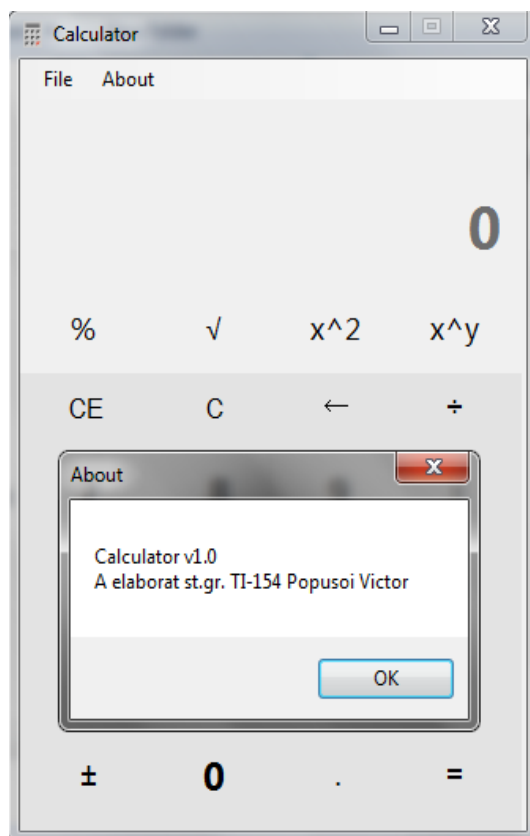 Calculator
File About
0
% √ x^2 x^y
CE C ← ÷
About
Calculator v1.0
A elaborat st.gr. TI-154 Popusoi Victor
OK
± 0 . =